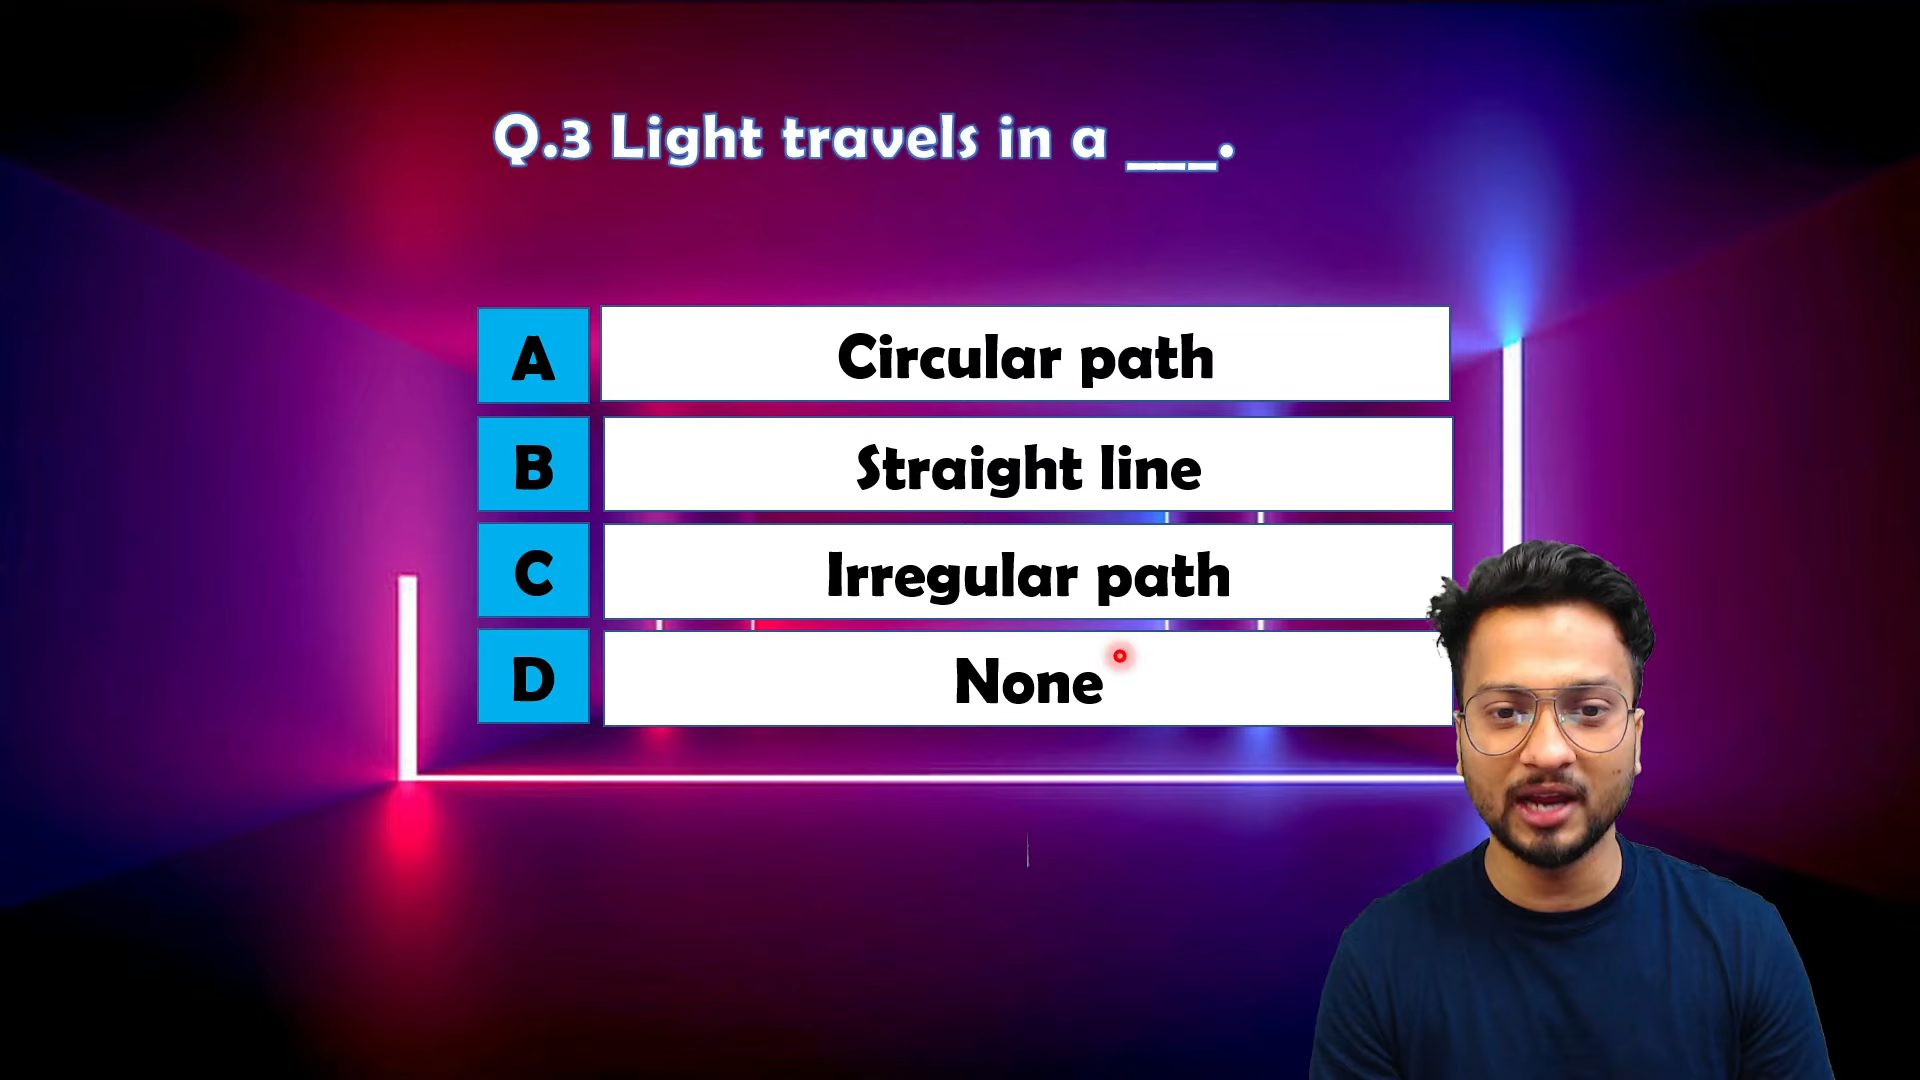 Q.3 Light travels in a ___.
A Circular path
B Straight line
C Irregular path
D None